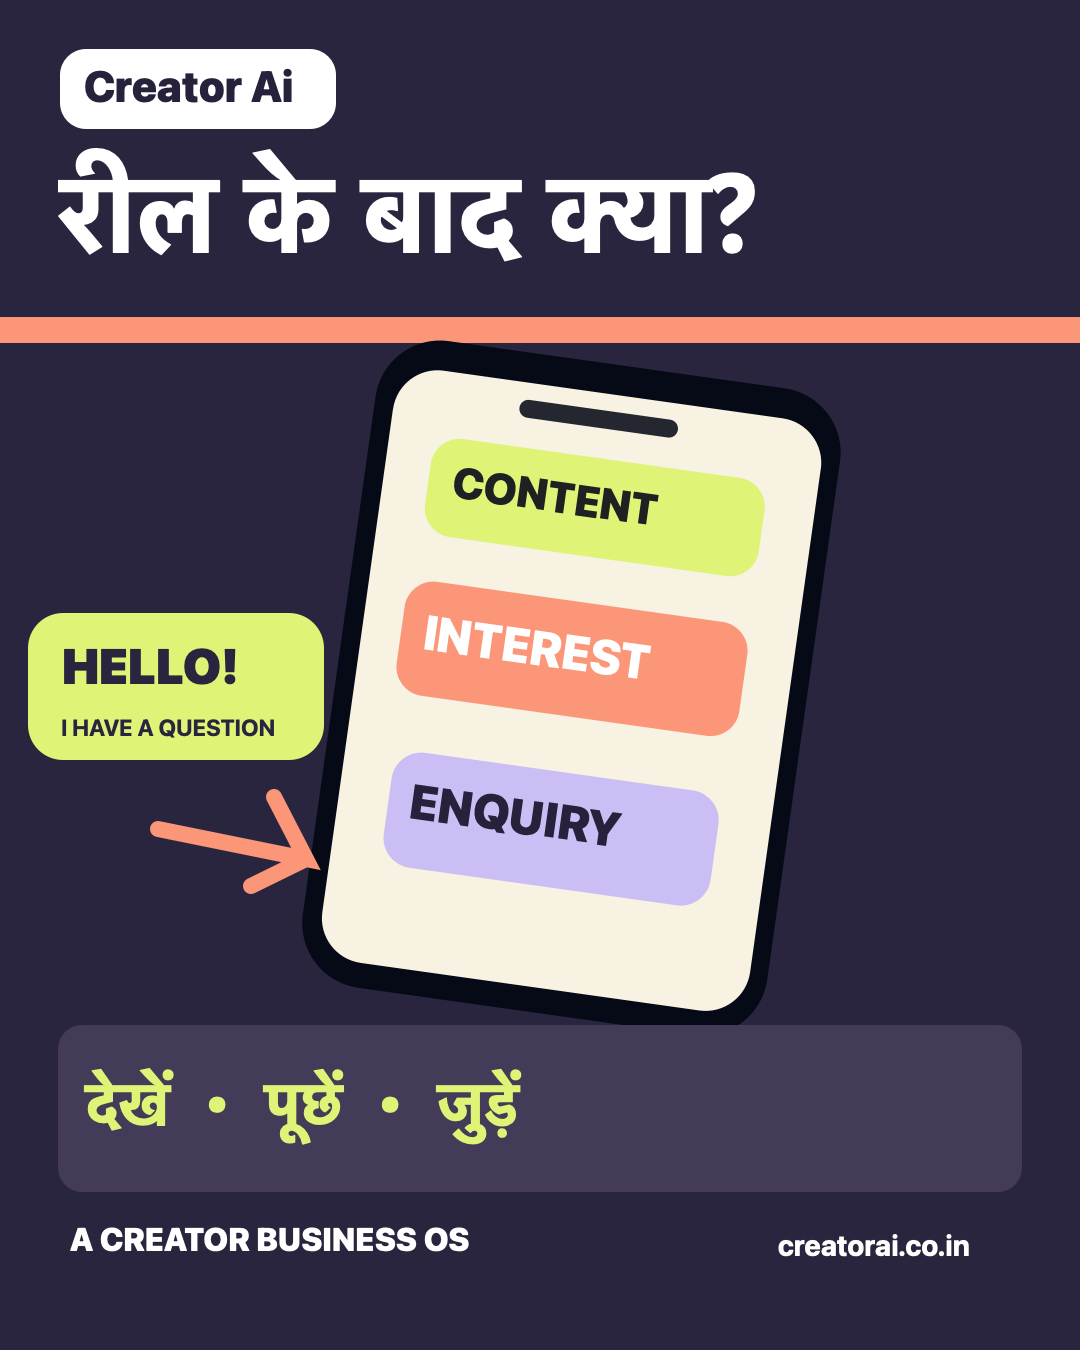 Creator Ai
रील के बाद क्या?
CONTENT
INTEREST
HELLO!
I HAVE A QUESTION
ENQUIRY
देखें • पूछें • जुड़ें
A CREATOR BUSINESS OS
creatorai.co.in